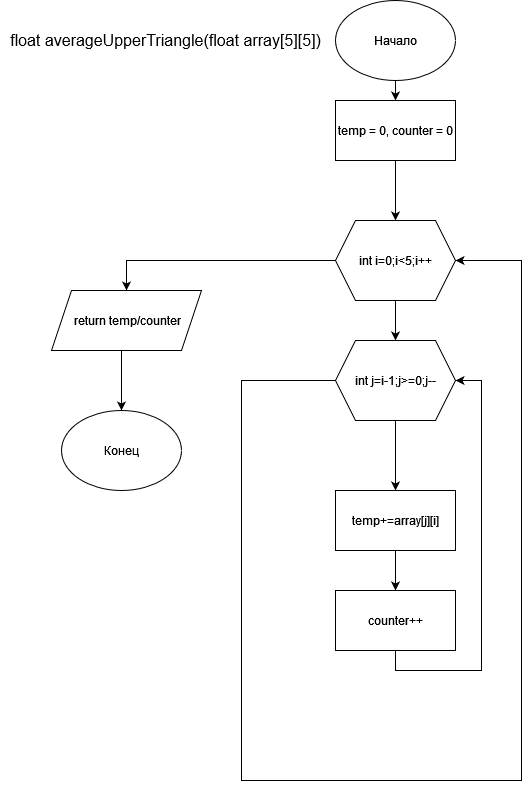 float averageUpperTriangle(float array[5][5])
Начало
temp = 0, counter = 0
int i=0;i<5;i++
return temp/counter
int j=i-1;j>=0;j--
Конец
temp+=array[j][i]
counter++